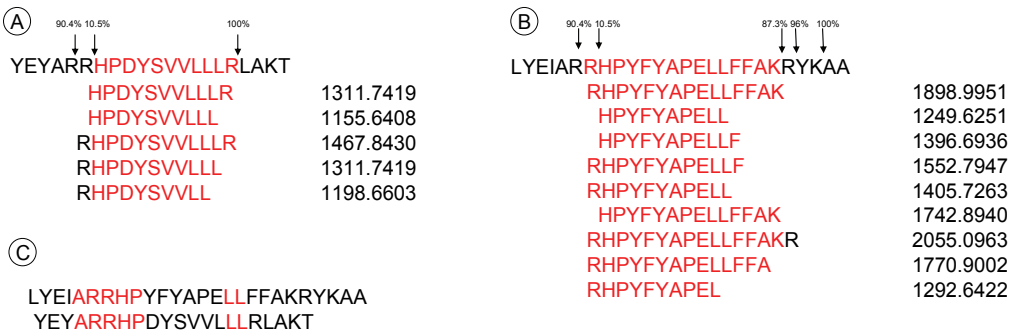 A
90.4% 10.5% 100%
YEYARRHPDYSVVLLLRLAKT
HPDYSVVLLLR 1311.7419
HPDYSVVLLL 1155.6408
RHPDYSVVLLLR 1467.8430
RHPDYSVVLLL 1311.7419
RHPDYSVVLL 1198.6603
B
90.4% 10.5% 87.3% 96% 100%
LYEIARRHPYFYAPELLFFAKRYKAA
RHPYFYAPELLFFAK 1898.9951
HPYFYAPELL 1249.6251
HPYFYAPELLF 1396.6936
RHPYFYAPELLF 1552.7947
RHPYFYAPELL 1405.7263
HPYFYAPELLFFAK 1742.8940
RHPYFYAPELLFFAKR 2055.0963
RHPYFYAPELLFFA 1770.9002
RHPYFYAPEL 1292.6422
C
LYEIARRHPYFYAPELLFFAKRYKAA
YEYARRHPDYSVVLLLRLAKT